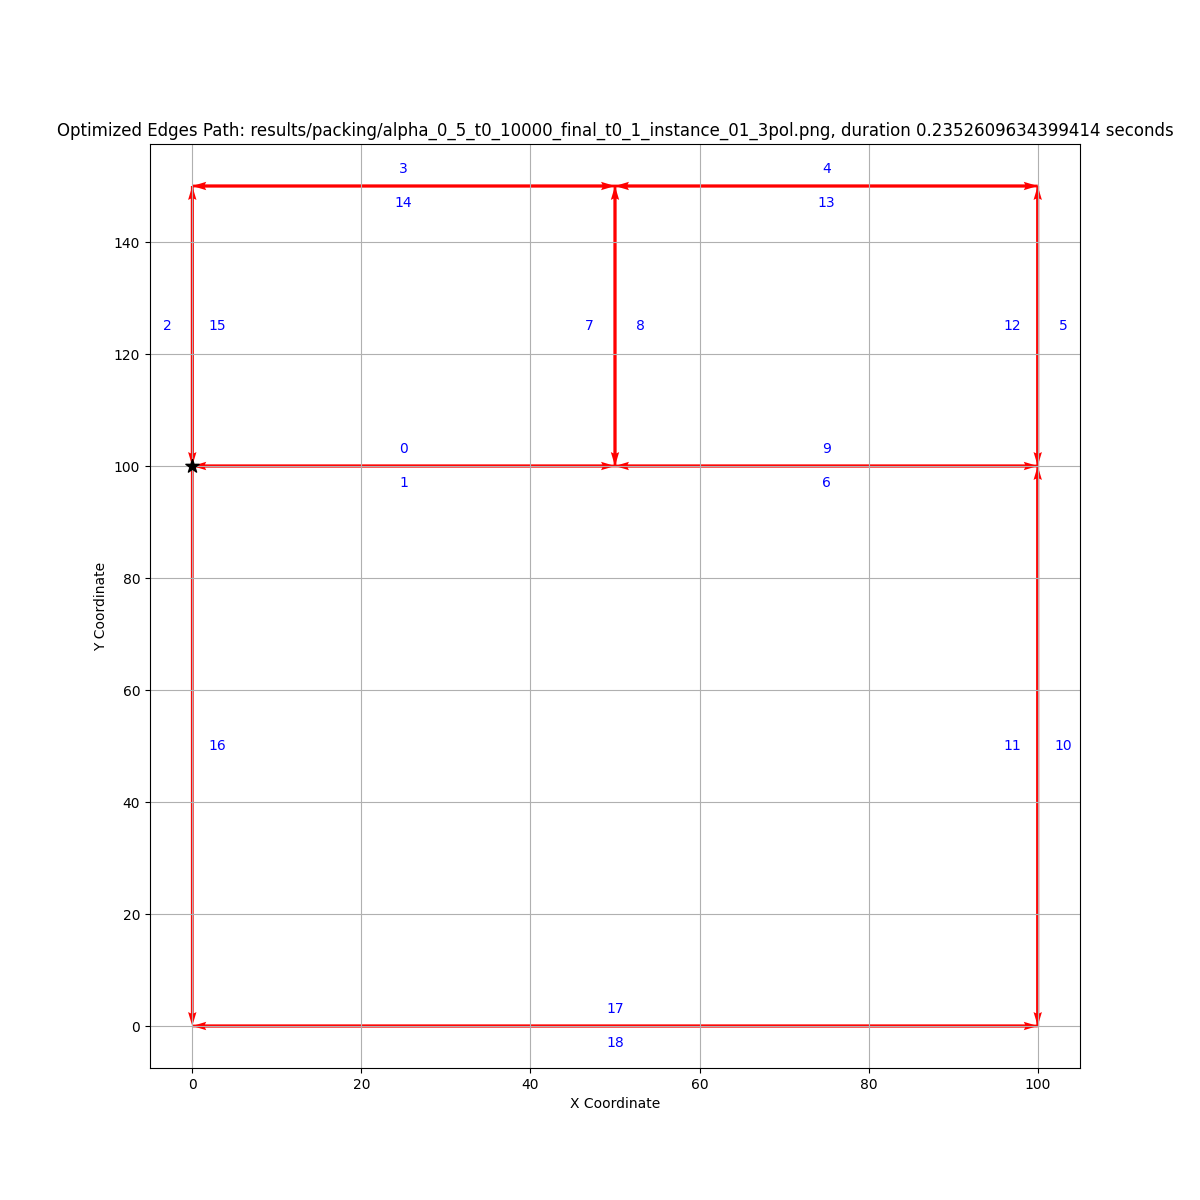 Optimized Edges Path: results/packing/alpha_0_5_t0_10000_final_t0_1_instance_01_3pol.png, duration 0.2352609634399414 seconds
3 4
14 13
140
2 15 7 8 12 5
120
0 9
100
1 6
80
Y Coordinate
60
16 11 10
40
20
17
0
18
0 20 40 60 80 100
X Coordinate